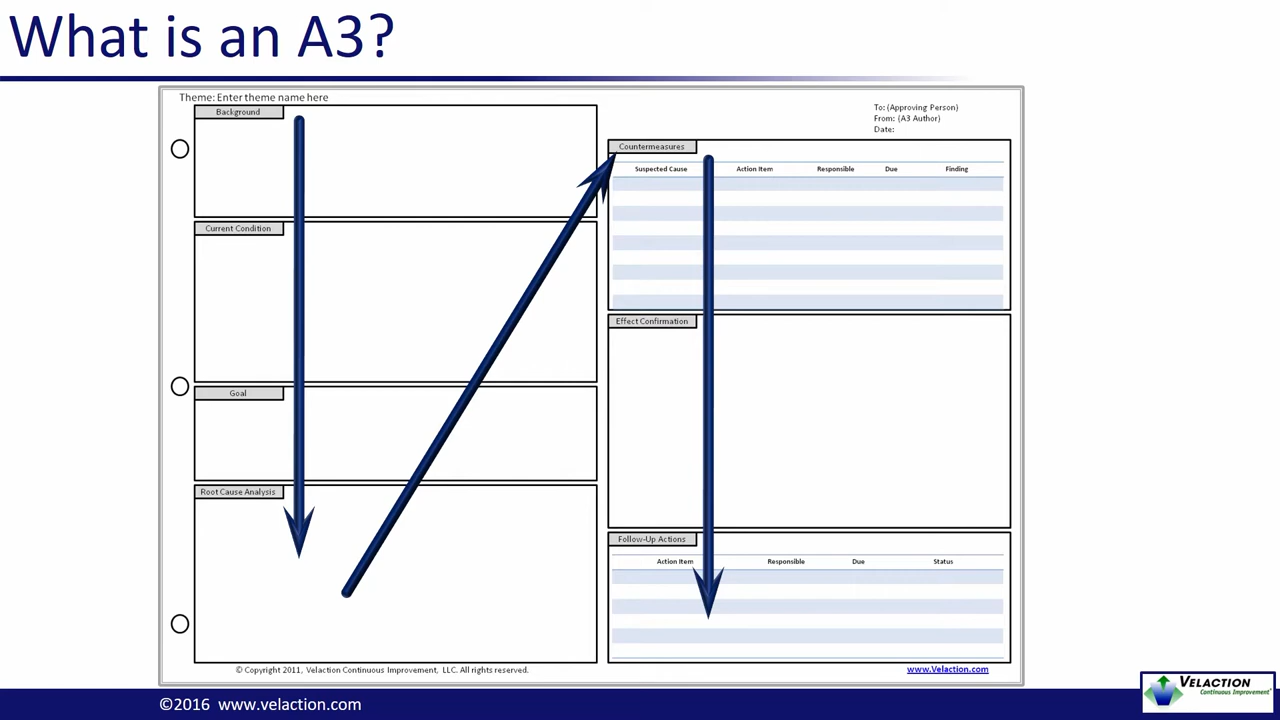 What is an A3?
Theme: Enter theme name here
Background
Current Condition
Goal
Root Cause Analysis
© Copyright 2011, Velaction Continuous Improvement, LLC. All rights reserved.
To: (Approving Person)
From: (A3 Author)
Date:
Countermeasures
Suspected Cause Action Item Responsible Due Finding
Effect Confirmation
Follow-Up Actions
Action Item Responsible Due Status
www.Velaction.com
©2016 www.velaction.com
VELACTION
Continuous Improvement®